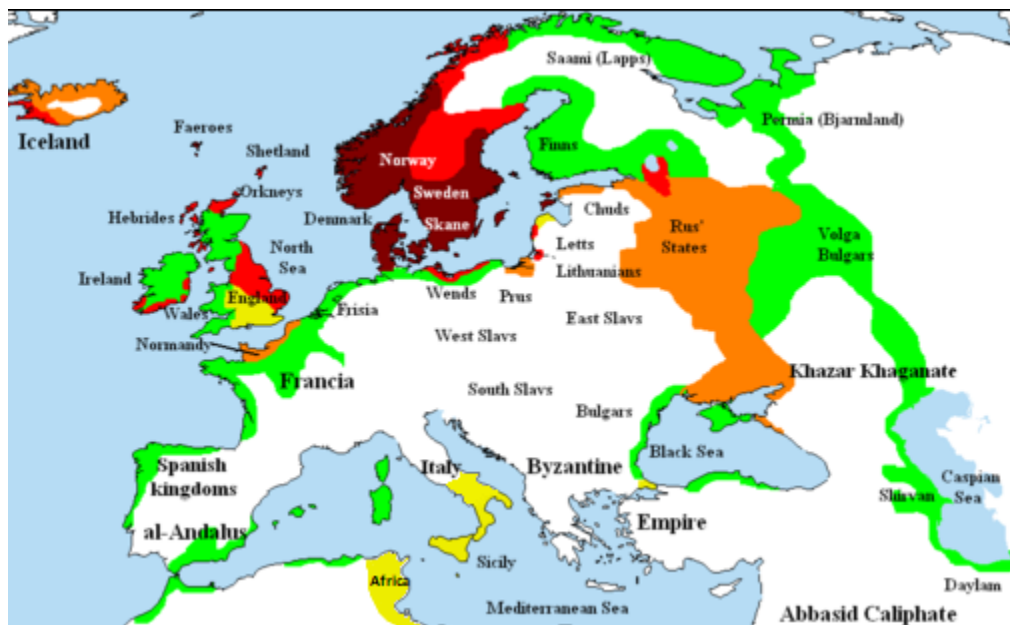 Saami (Lapps)
Permia (Bjarmland)
Iceland
Faeroes
Finns
Shetland
Norway
Sweden
Orkneys
Hebrides
Denmark
Skane
Chuds
Rus'
States
North
Sea
Letts
Volga
Bulgars
Ireland
Lithuanians
England
Wales
Frisia
Wends
Prus
East Slavs
West Slavs
Normandy
Francia
Khazar Khaganate
South Slavs
Bulgars
Black Sea
Spanish
kingdoms
Italy
Byzantine
Caspian
Sea
Shirvan
al-Andalus
Empire
Sicily
Africa
Daylam
Mediterranean Sea
Abbasid Caliphate